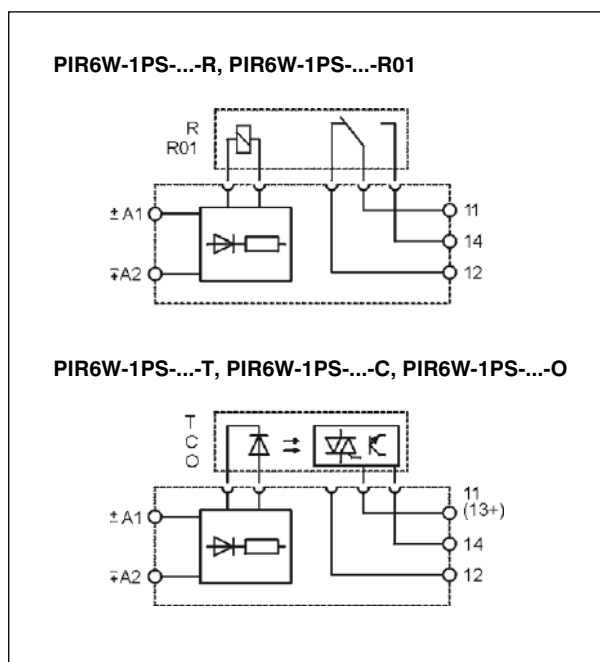 PIR6W-1PS-...-R, PIR6W-1PS-...-R01
R
R01
± A1
11
14
∓ A2
12
PIR6W-1PS-...-T, PIR6W-1PS-...-C, PIR6W-1PS-...-O
T
C
O
11
(13+)
± A1
14
∓ A2
12